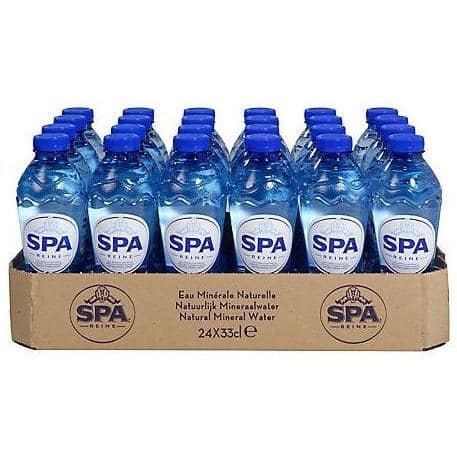 SPA SPA SPA SPA SPA SPA
REINE REINE REINE REINE REINE REINE
SPA
REINE
Eau Minérale Naturelle
Natuurlijk Mineraalwater
Natural Mineral Water
24X33cl e
SPA
REINE